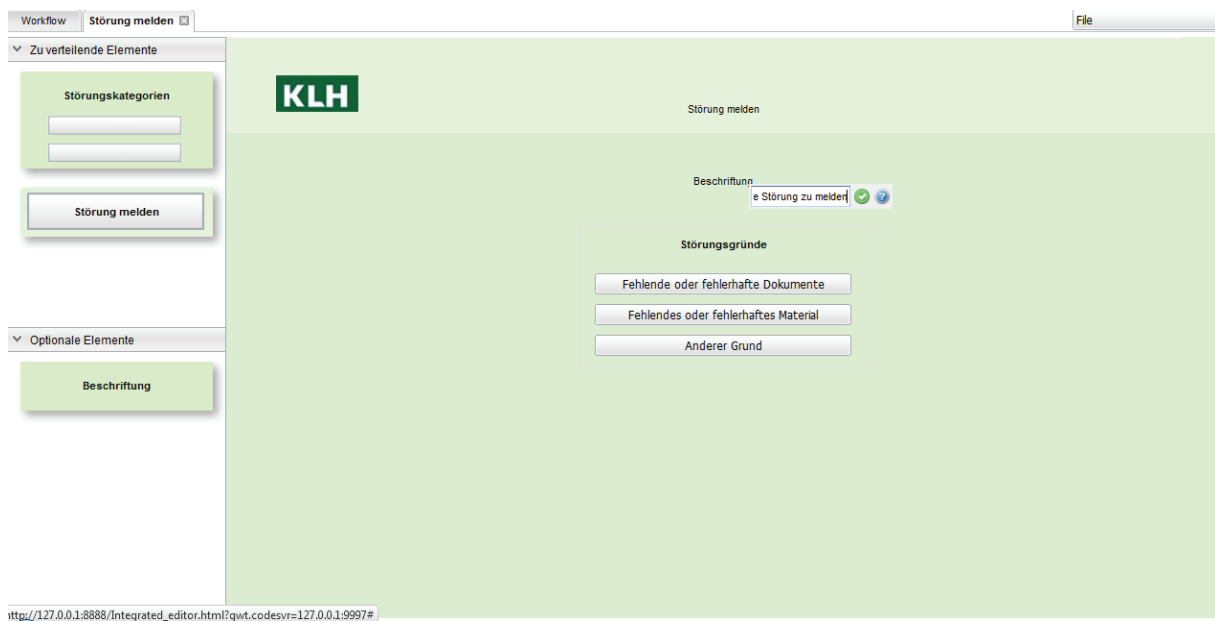 Workflow
Störung melden
File
Zu verteilende Elemente
Störungskategorien
Störung melden
Optionale Elemente
Beschriftung
KLH
Störung melden
Beschriftung
e Störung zu melden
Störungsgründe
Fehlende oder fehlerhafte Dokumente
Fehlendes oder fehlerhaftes Material
Anderer Grund
http://127.0.0.1:8888/Integrated_editor.html?gwt.codesvr=127.0.0.1:9997#